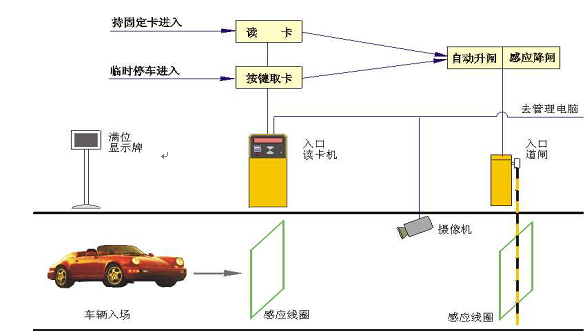 持固定卡进入
读 卡
自动升闸 感应降闸
临时停车进入
按键取卡
去管理电脑
满位
显示牌
入口
读卡机
入口
道闸
摄像机
车辆入场
感应线圈
感应线圈